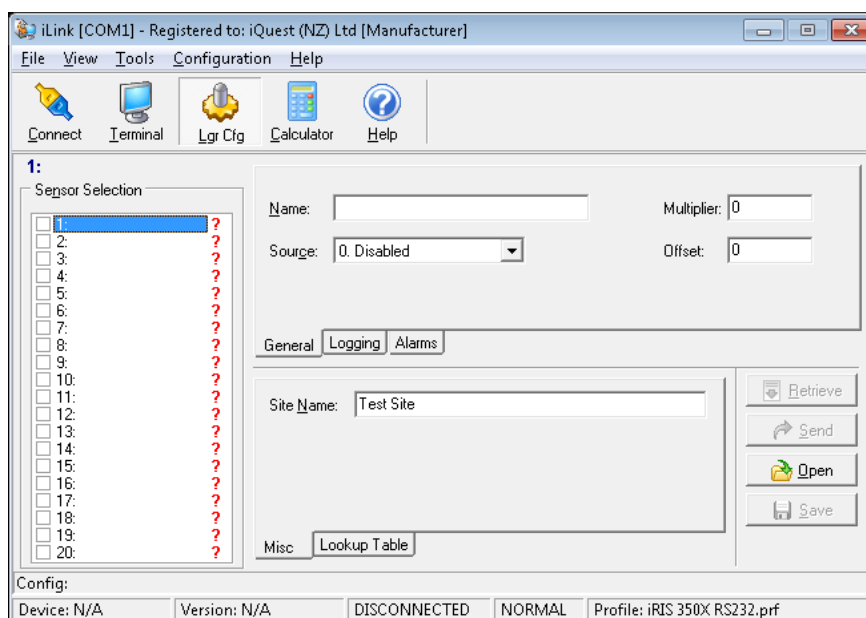 iLink [COM1] - Registered to: iQuest (NZ) Ltd [Manufacturer]
File View Tools Configuration Help
Connect Terminal Lgr Cfg Calculator Help
1:
Sensor Selection
1: ?
2: ?
3: ?
4: ?
5: ?
6: ?
7: ?
8: ?
9: ?
10: ?
11: ?
12: ?
13: ?
14: ?
15: ?
16: ?
17: ?
18: ?
19: ?
20: ?
Name: Multiplier: 0
Source: 0. Disabled Offset: 0
General Logging Alarms
Site Name: Test Site
Misc Lookup Table
Retrieve
Send
Open
Save
Config:
Device: N/A Version: N/A DISCONNECTED NORMAL Profile: iRIS 350X RS232.prf